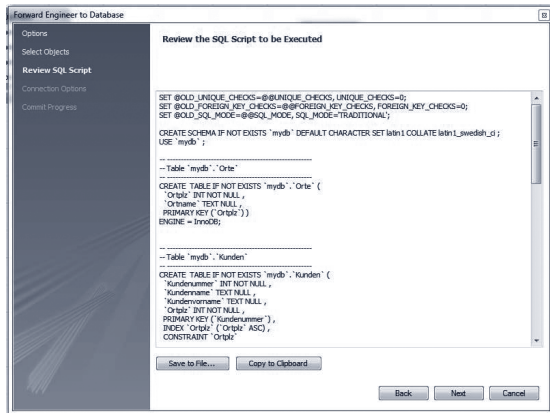 Forward Engineer to Database
Options
Select Objects
Review SQL Script
Connection Options
Commit Progress
Review the SQL Script to be Executed
SET @OLD_UNIQUE_CHECKS=@@UNIQUE_CHECKS, UNIQUE_CHECKS=0;
SET @OLD_FOREIGN_KEY_CHECKS=@@FOREIGN_KEY_CHECKS, FOREIGN_KEY_CHECKS=0;
SET @OLD_SQL_MODE=@@SQL_MODE, SQL_MODE='TRADITIONAL';
CREATE SCHEMA IF NOT EXISTS `mydb` DEFAULT CHARACTER SET latin1 COLLATE latin1_swedish_ci ;
USE `mydb` ;
-- -----------------------------------------------------
-- Table `mydb`.`Orte`
-- -----------------------------------------------------
CREATE TABLE IF NOT EXISTS `mydb`.`Orte` (
`Ortplz` INT NOT NULL ,
`Ortname` TEXT NULL ,
PRIMARY KEY (`Ortplz`) )
ENGINE = InnoDB;
-- -----------------------------------------------------
-- Table `mydb`.`Kunden`
-- -----------------------------------------------------
CREATE TABLE IF NOT EXISTS `mydb`.`Kunden` (
`Kundenummer` INT NOT NULL ,
`Kundenname` TEXT NULL ,
`Kundenvorname` TEXT NULL ,
`Ortplz` INT NOT NULL ,
PRIMARY KEY (`Kundenummer`) ,
INDEX `Ortplz` (`Ortplz` ASC) ,
CONSTRAINT `Ortplz`
Save to File...
Copy to Clipboard
Back
Next
Cancel